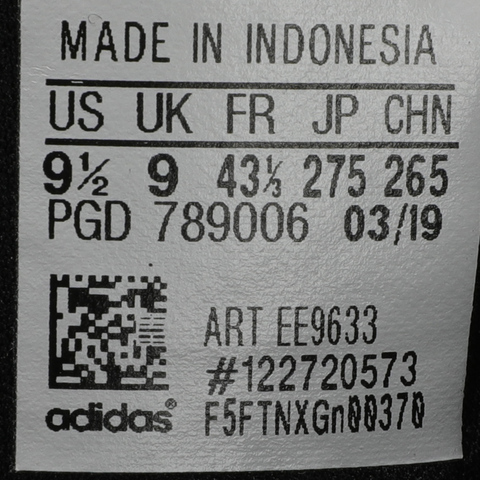 MADE IN INDONESIA
US UK FR JP CHN
9½ 9 43⅓ 275 265
PGD 789006 03/19
ART EE9633
#122720573
adidas® F5FTNXGn00370